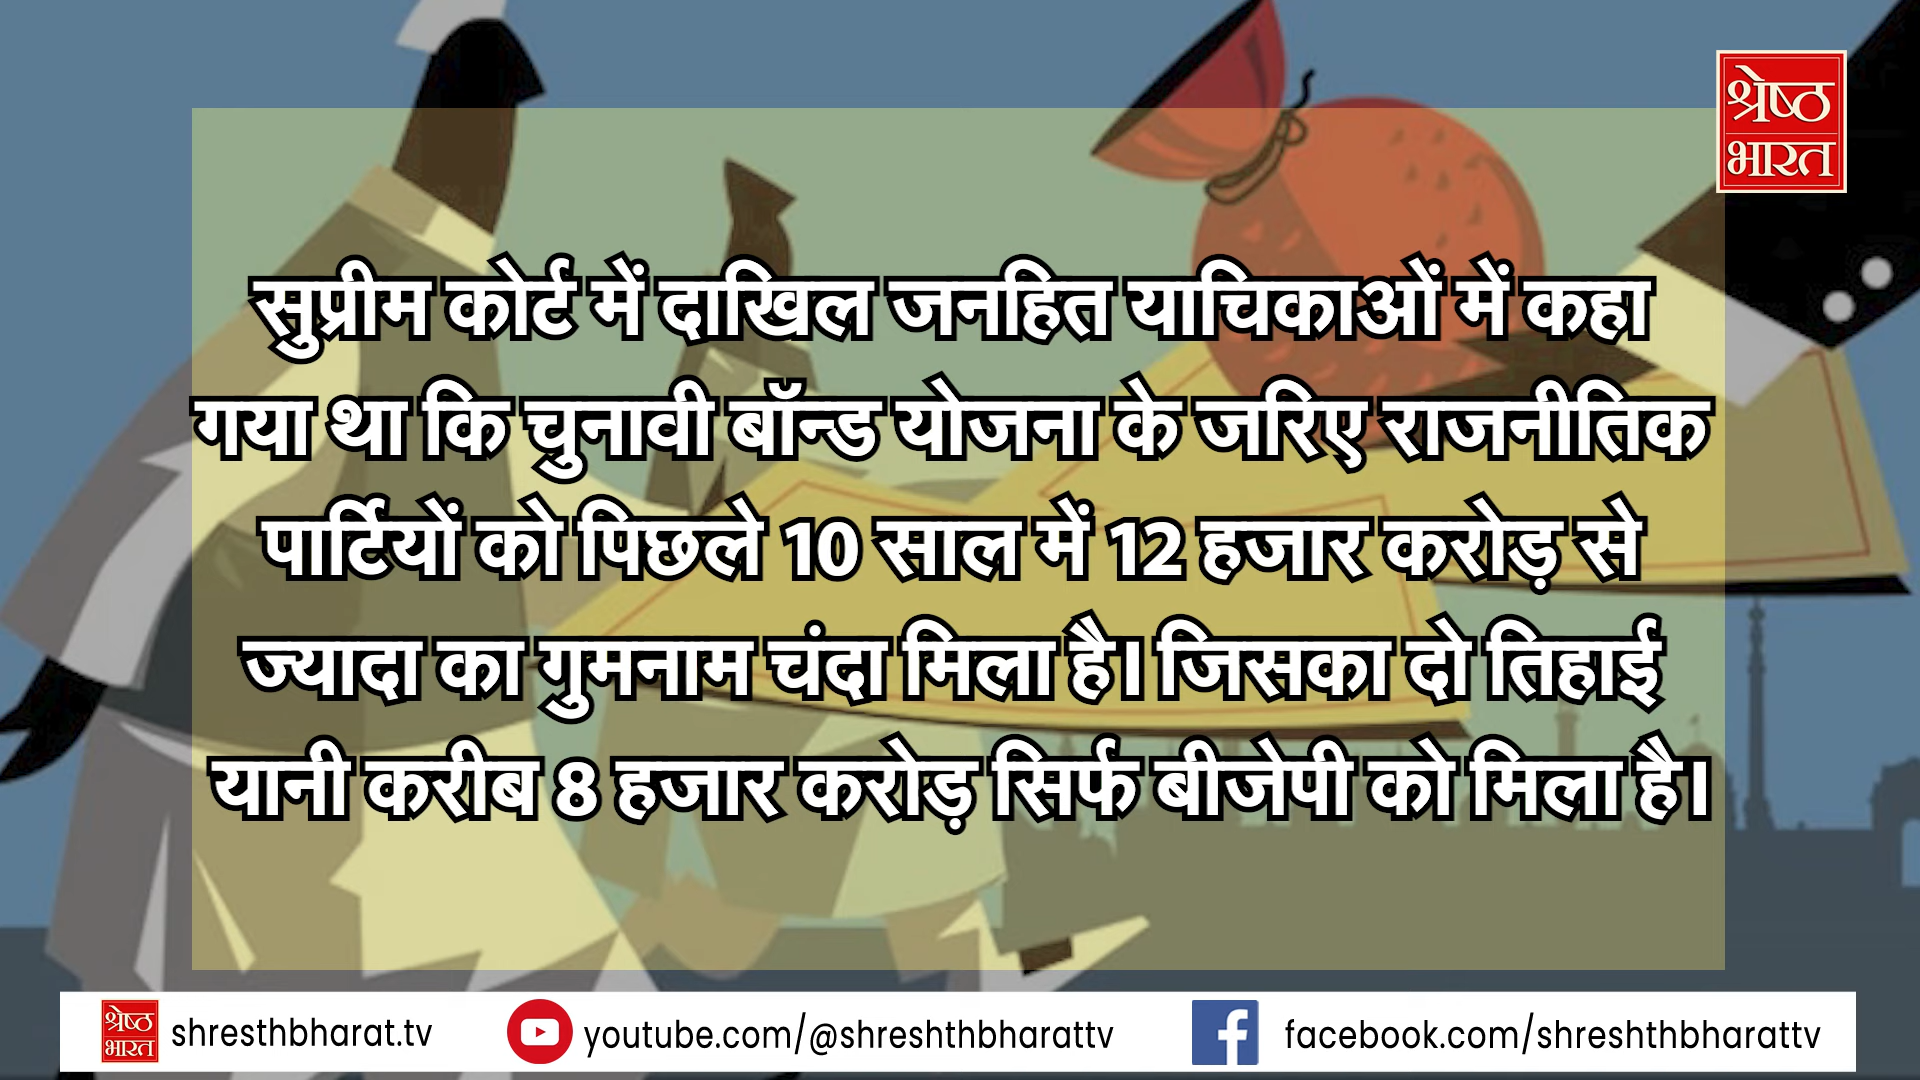 श्रेष्ठ
भारत
सुप्रीम कोर्ट में दाखिल जनहित याचिकाओं में कहा
गया था कि चुनावी बॉन्ड योजना के जरिए राजनीतिक
पार्टियों को पिछले 10 साल में 12 हजार करोड़ से
ज्यादा का गुमनाम चंदा मिला है। जिसका दो तिहाई
यानी करीब 8 हजार करोड़ सिर्फ बीजेपी को मिला है।
श्रेष्ठ
भारत
shresthbharat.tv
youtube.com/@shreshthbharattv
facebook.com/shreshthbharattv